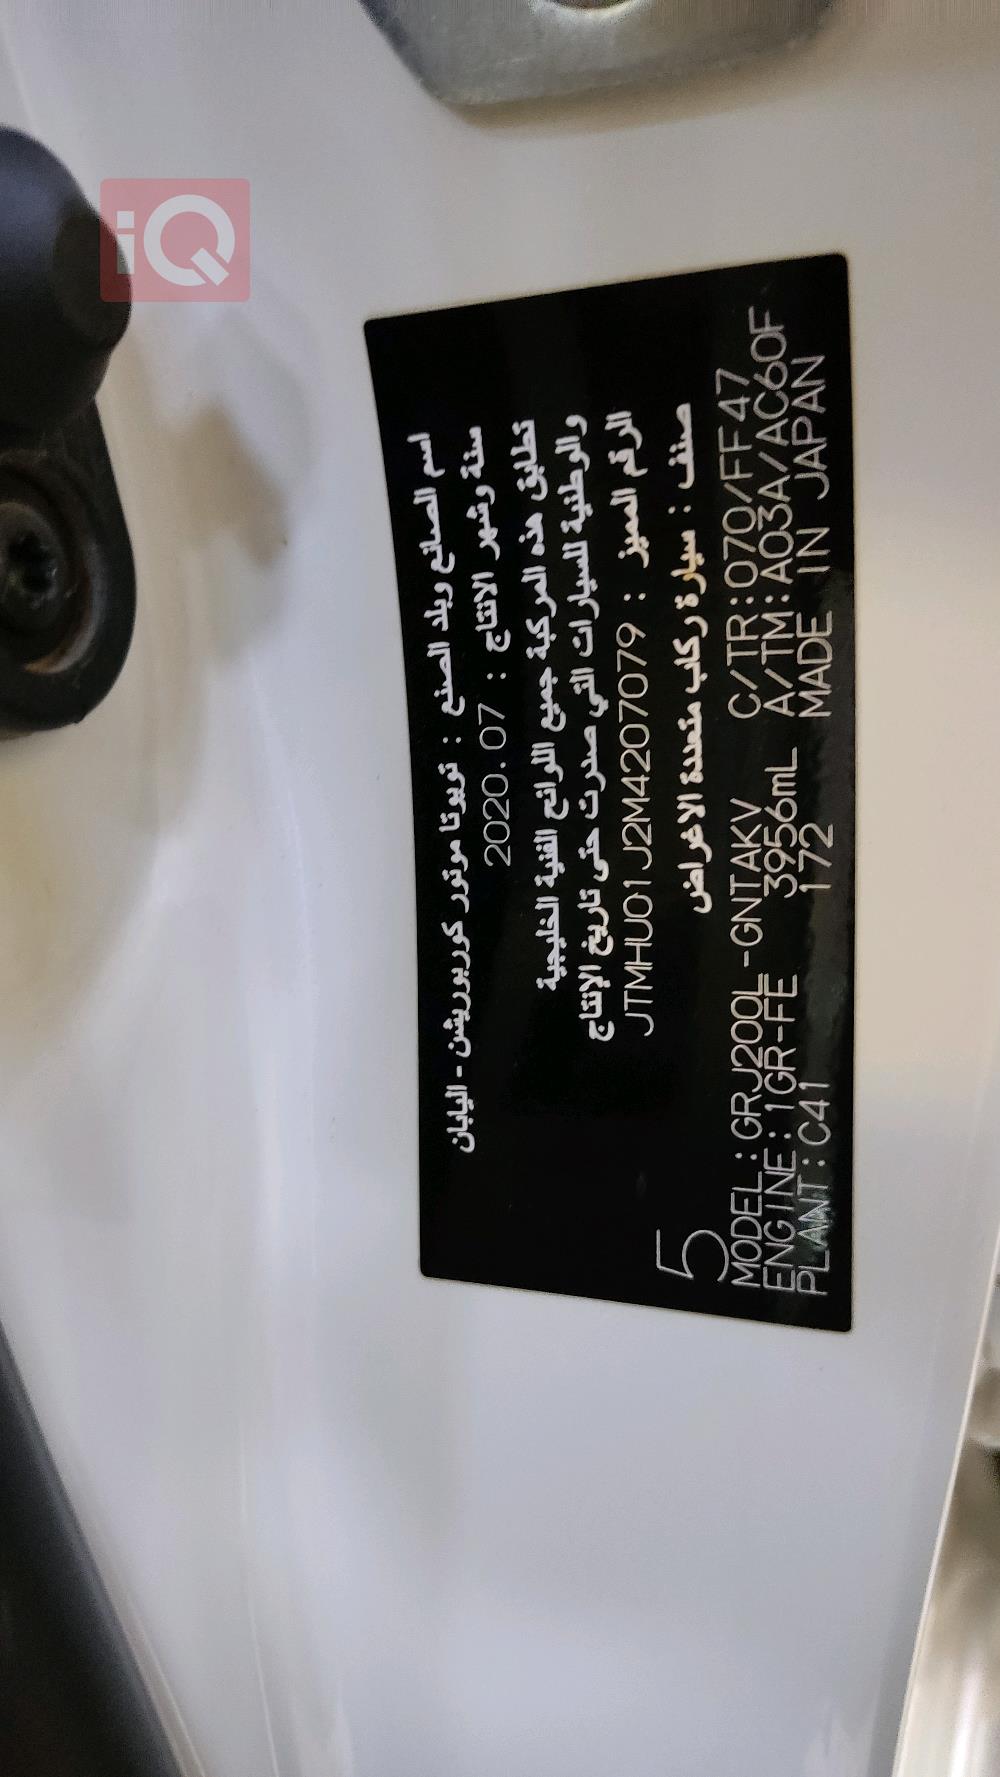 iQ
اسم الصانع وبلد الصنع : تويوتا موتور كوربوريشن - اليابان
سنة وشهر الانتاج : 2020.07
تطابق هذه المركبة جميع اللوائح الفنية الخليجية
والوطنية للسيارات التي صدرت حتى تاريخ الإنتاج
الرقم المميز : JTMHU01J2M4207079
صنف : سيارة ركاب متعددة الاغراض
5
MODEL:GRJ200L-GNTAKV C/TR:070/FF47
ENGINE:1GR-FE 3956mL A/TM:A03A/AC60F
PLANT:C41 172 MADE IN JAPAN